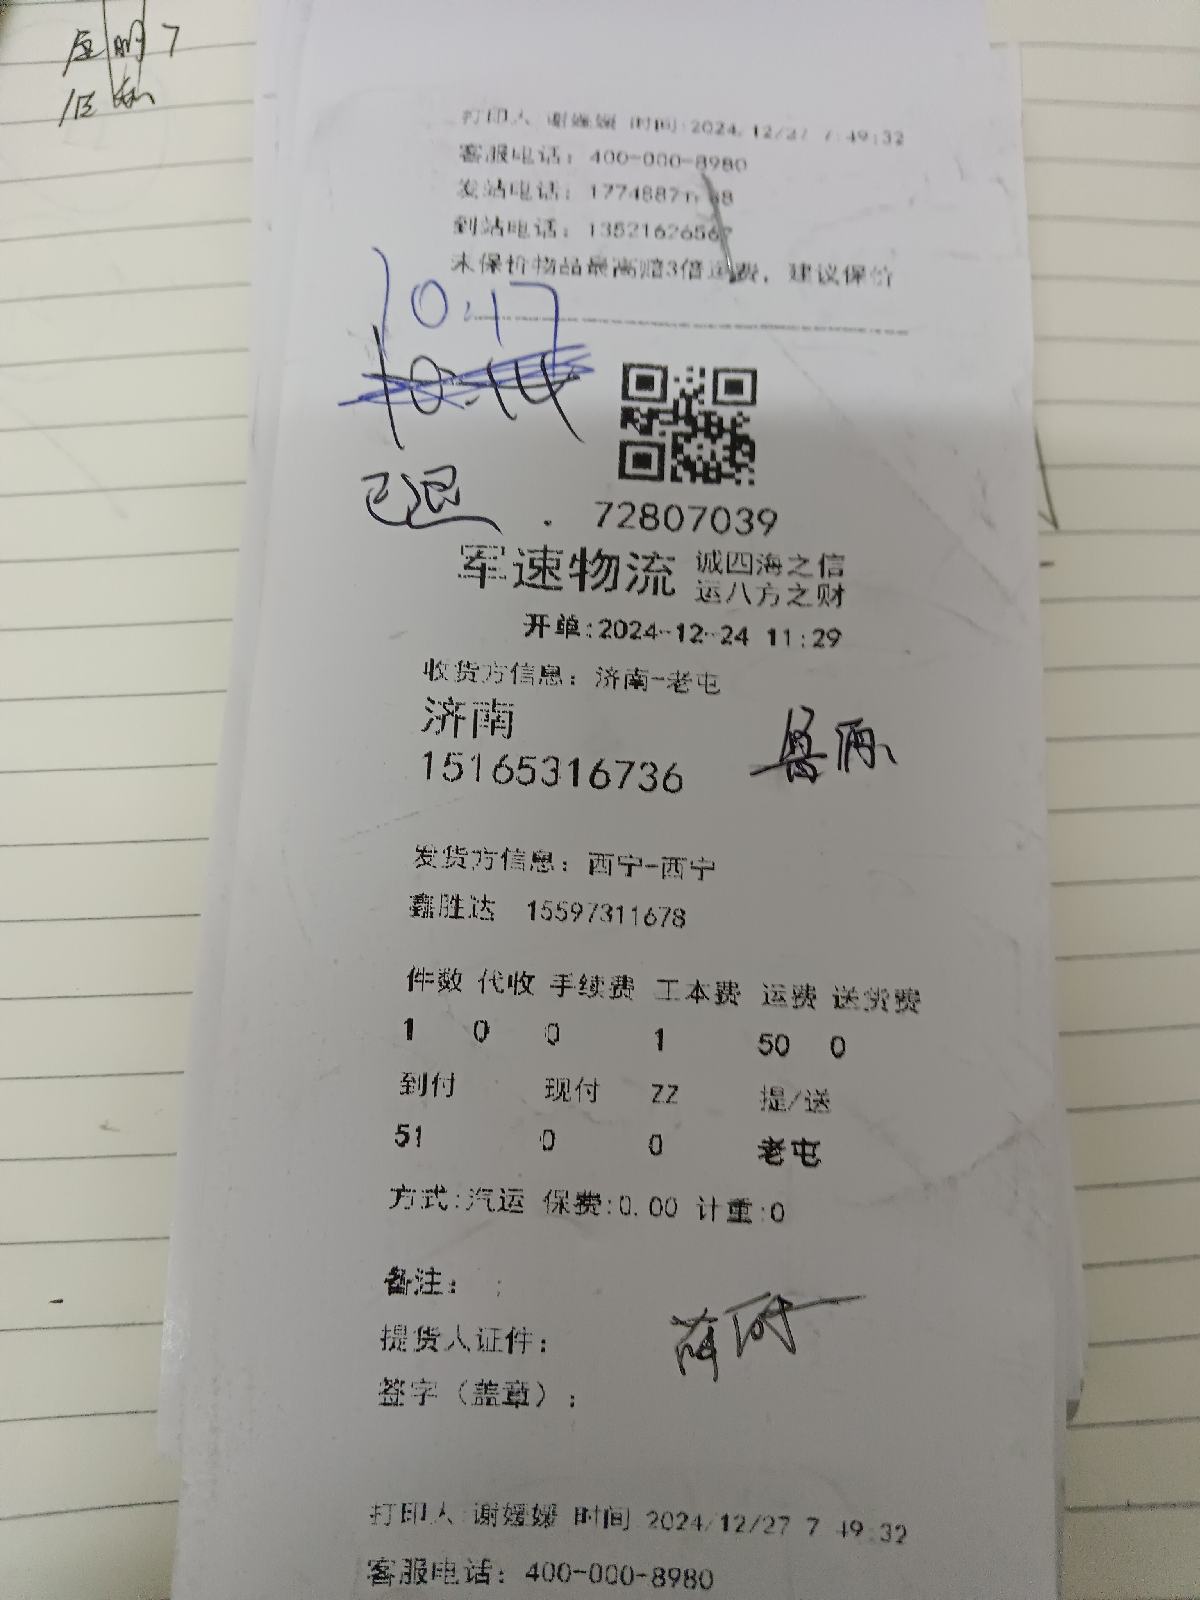 打印人 谢媛媛 时间 2024/12/27 7:49:32
客服电话：400-000-8980
发站电话：1774887
到站电话：13521626567
未保价物品最高赔3倍运费，建议保价
10.17
10.14
已退
72807039
军速物流 诚四海之信
运八方之财
开单:2024-12-24 11:29
收货方信息：济南-老屯
济南
15165316736
发货方信息：西宁-西宁
鑫胜达 15597311678
件数 代收 手续费 工本费 运费 送货费
1 0 0 1 50 0
到付 现付 ZZ 提/送
51 0 0 老屯
方式:汽运 保费:0.00 计重:0
备注： ;
提货人证件：
签字（盖章）：
打印人 谢媛媛 时间 2024/12/27 7 49:32
客服电话：400-000-8980